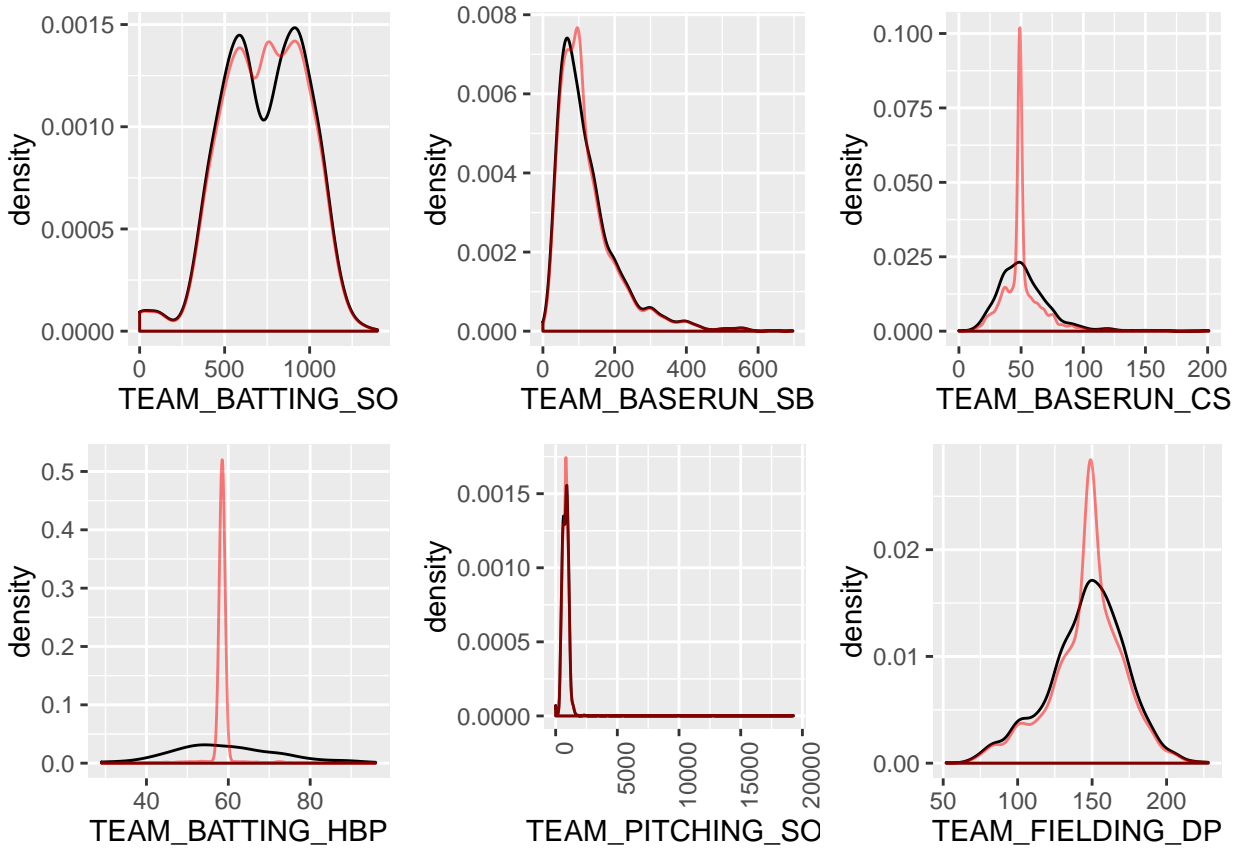 0.0015
0.0010
0.0005
0.0000
density
0 500 1000
TEAM_BATTING_SO
0.008
0.006
0.004
0.002
0.000
density
0 200 400 600
TEAM_BASERUN_SB
0.100
0.075
0.050
0.025
0.000
density
0 50 100 150 200
TEAM_BASERUN_CS
0.5
0.4
0.3
0.2
0.1
0.0
density
40 60 80
TEAM_BATTING_HBP
0.0015
0.0010
0.0005
0.0000
density
0 5000 10000 15000 20000
TEAM_PITCHING_SO
0.02
0.01
0.00
density
50 100 150 200
TEAM_FIELDING_DP